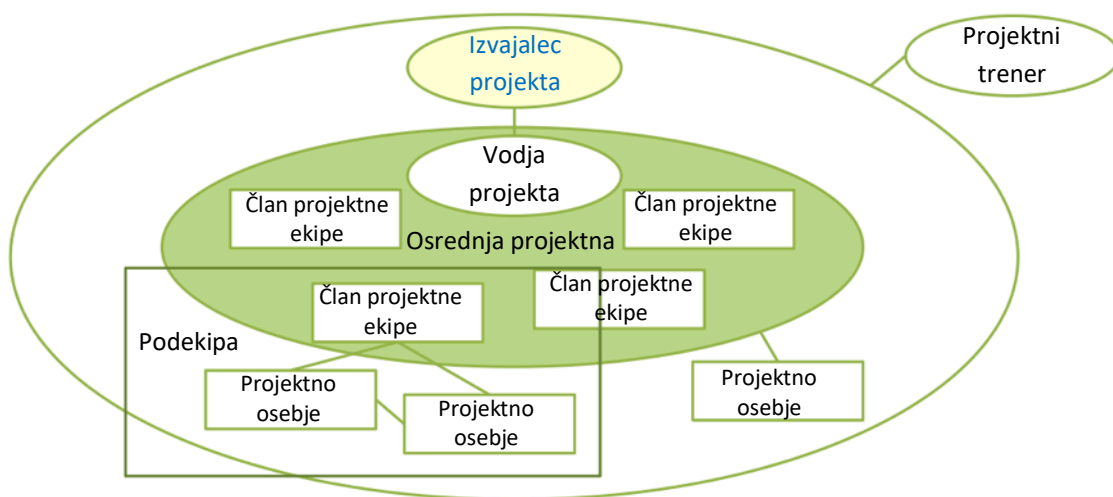 Izvajalec
projekta
Projektni
trener
Vodja
projekta
Član projektne
ekipe
Član projektne
ekipe
Osrednja projektna
Član projektne
ekipe
Član projektne
ekipe
Podekipa
Projektno
osebje
Projektno
osebje
Projektno
osebje